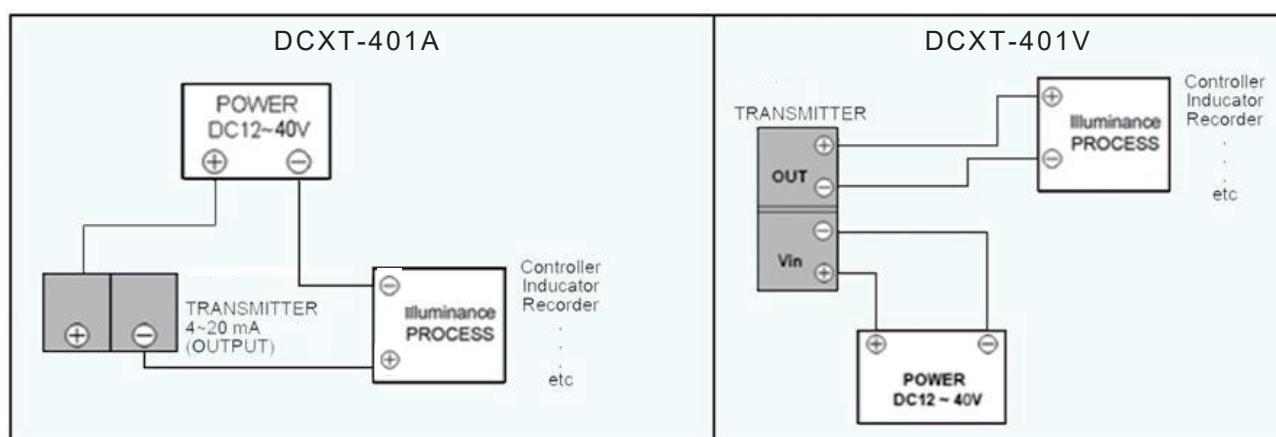 DCXT-401A
POWER
DC12~40V
⊕ ⊖
TRANSMITTER
4~20 mA
(OUTPUT)
⊕ ⊖
⊖
Illuminance
PROCESS
⊕
Controller
Inducator
Recorder
.
.
.
etc
DCXT-401V
TRANSMITTER
⊕
OUT
⊖
⊖
Vin
⊕
⊕
Illuminance
PROCESS
⊖
Controller
Inducator
Recorder
.
.
.
etc
⊕ ⊖
POWER
DC12 ~ 40V